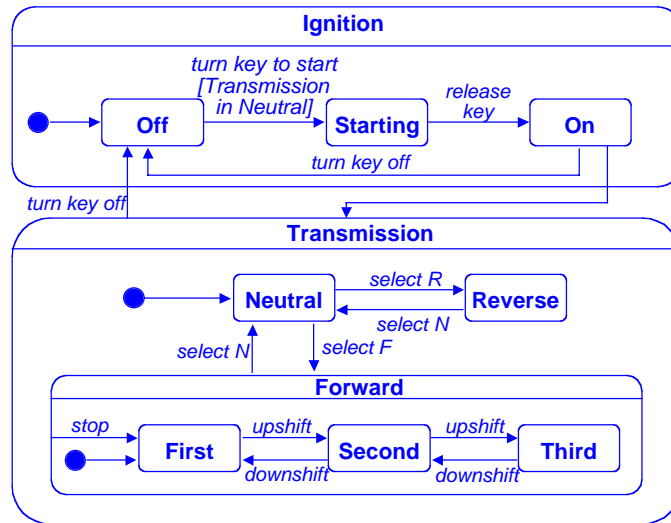 Ignition
turn key to start
[Transmission
in Neutral]
release
key
Off
Starting
On
turn key off
turn key off
Transmission
Neutral
select R
Reverse
select N
select N
select F
Forward
stop
First
upshift
Second
upshift
Third
downshift
downshift